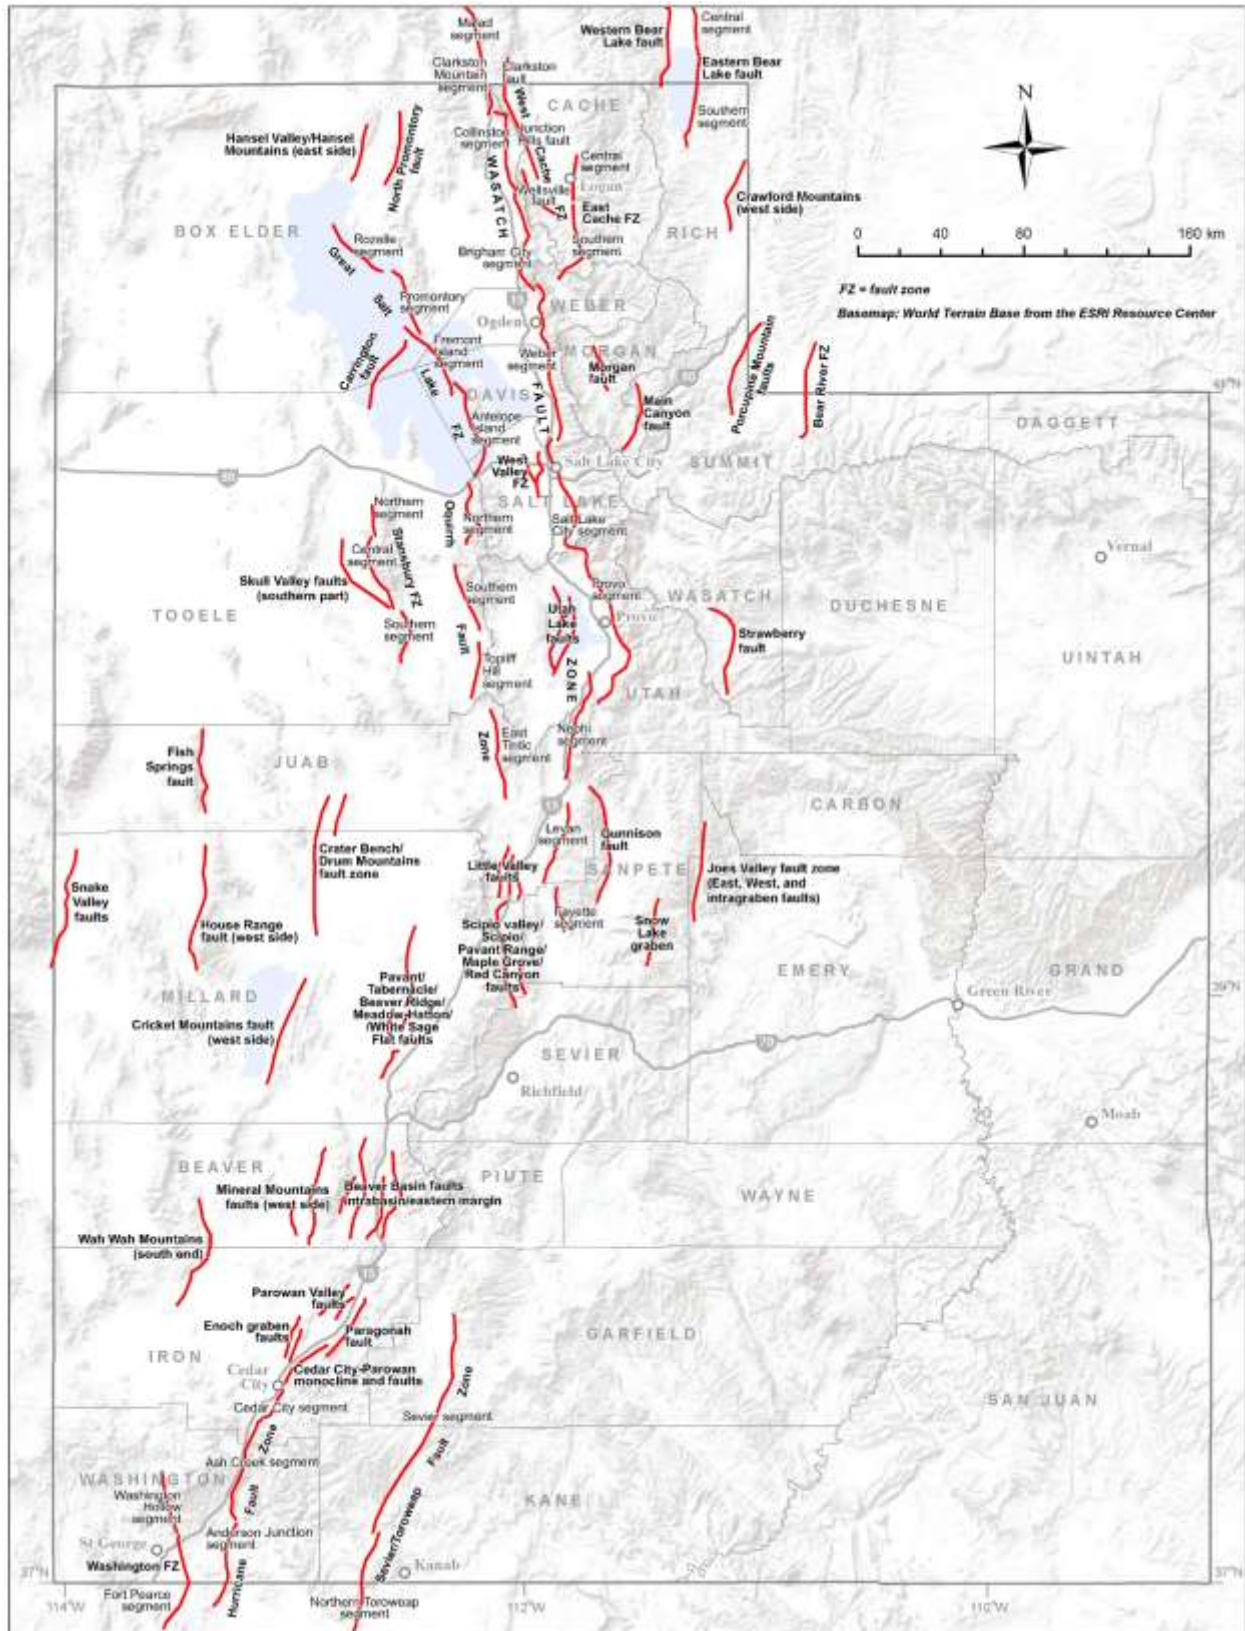 Malad
segment
Western Bear
Lake fault
Central
segment
Clarkston
Mountain
segment
Clarkston
fault
Eastern Bear
Lake fault
West
CACHE
N
Hansel Valley/Hansel
Mountains (east side)
North Promontory
fault
Collinston
segment
Junction
Hills fault
Southern
segment
WASATCH
Cache
FZ
Central
segment
Logan
Wellsville
fault
East
Cache FZ
Crawford Mountains
(west side)
BOX ELDER
Rozelle
segment
RICH
0 40 80 160 km
Great
Brigham City
segment
Southern
segment
FZ = fault zone
Basemap: World Terrain Base from the ESRI Resource Center
Salt
Promontory
segment
15
WEBER
Ogden
Carrington
fault
Fremont
Island
segment
Weber
segment
MORGAN
Morgan
fault
80
Porcupine Mountain
faults
Bear River FZ
Lake
DAVIS
FAULT
Main
Canyon
fault
41°N
FZ
Antelope
Island
segment
DAGGETT
West
Valley
FZ
Salt Lake City
SUMMIT
80
SALT LAKE
Northern
segment
Oquirrh
Northern
segment
Salt Lake
City segment
Vernal
Central
segment
Stansbury FZ
Skull Valley faults
(southern part)
Southern
segment
Provo
segment
WASATCH
DUCHESNE
TOOELE
Southern
segment
Fault
Utah
Lake
faults
Provo
Strawberry
fault
UINTAH
Topliff
Hill
segment
ZONE
UTAH
Fish
Springs
fault
JUAB
Zone
East
Tintic
segment
Nephi
segment
15
CARBON
Crater Bench/
Drum Mountains
fault zone
Levan
segment
Gunnison
fault
Little Valley
faults
SANPETE
Joes Valley fault zone
(East, West, and
intragraben faults)
Snake
Valley
faults
House Range
fault (west side)
Fayette
segment
Snow
Lake
graben
Scipio valley/
Scipio/
Pavant Range/
Maple Grove/
Red Canyon
faults
MILLARD
Pavant/
Tabernacle/
Beaver Ridge/
Meadow-Hatton/
/White Sage
Flat faults
EMERY
GRAND
39°N
Green River
Cricket Mountains fault
(west side)
SEVIER
70
Richfield
Moab
BEAVER
PIUTE
Mineral Mountains
faults (west side)
Beaver Basin faults
intrabasin/eastern margin
WAYNE
Wah Wah Mountains
(south end)
15
Parowan Valley
faults
Enoch graben
faults
Paragonah
fault
GARFIELD
IRON
Cedar
City
Cedar City-Parowan
monocline and faults
Zone
SAN JUAN
Cedar City segment
Sevier segment
Zone
Fault
Ash Creek segment
WASHINGTON
Washington
Hollow
segment
Fault
KANE
Anderson Junction
segment
Sevier/Toroweap
St George
Washington FZ
Kanab
37°N
37°N
Fort Pearce
segment
Hurricane
Northern Toroweap
segment
114°W
112°W
110°W